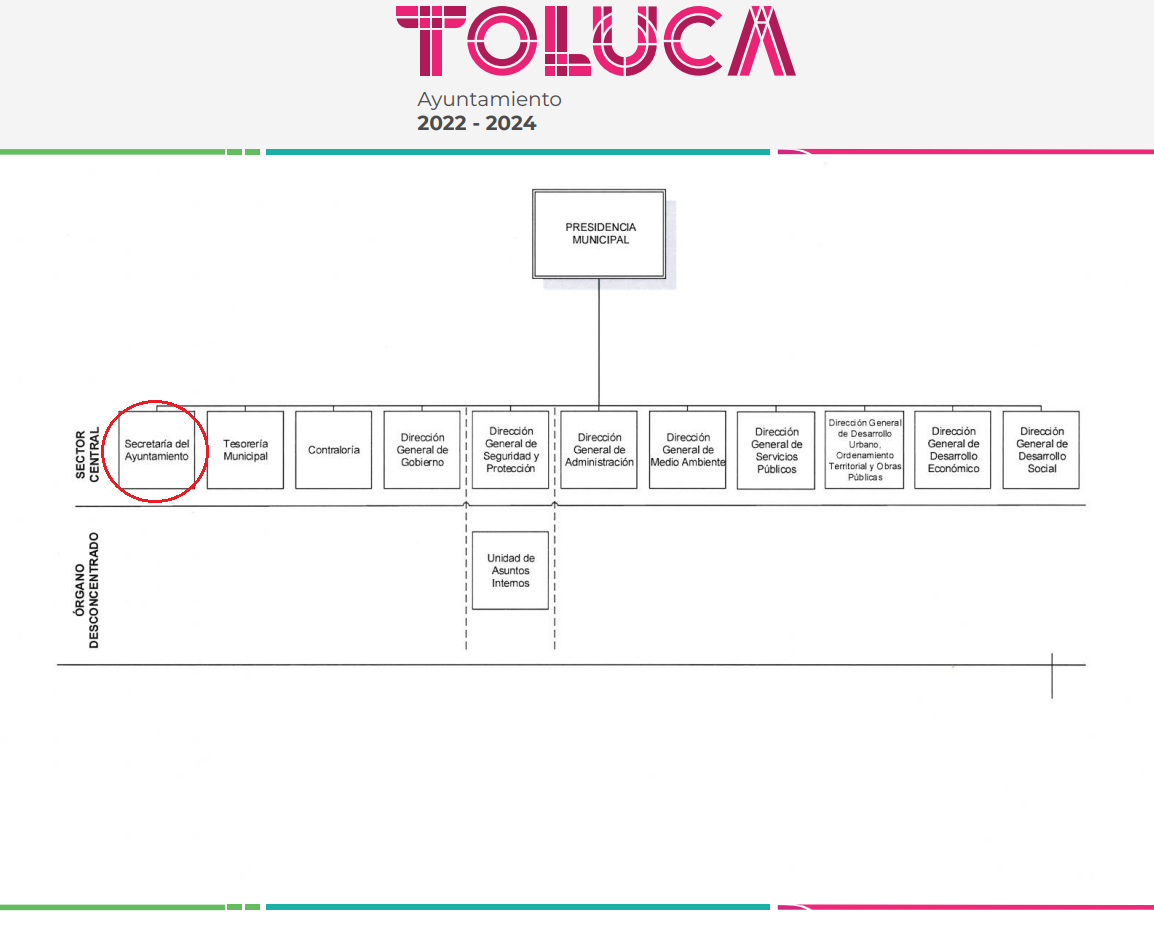 TOLUCA
Ayuntamiento
2022 - 2024
PRESIDENCIA
MUNICIPAL
SECTOR
CENTRAL
Secretaría del
Ayuntamiento
Tesorería
Municipal
Contraloría
Dirección
General de
Gobierno
Dirección
General de
Seguridad y
Protección
Dirección
General de
Administración
Dirección
General de
Medio Ambiente
Dirección
General de
Servicios
Públicos
Dirección General
de Desarrollo
Urbano,
Ordenamiento
Territorial y Obras
Públicas
Dirección
General de
Desarrollo
Económico
Dirección
General de
Desarrollo
Social
ÓRGANO
DESCONCENTRADO
Unidad de
Asuntos
Internos